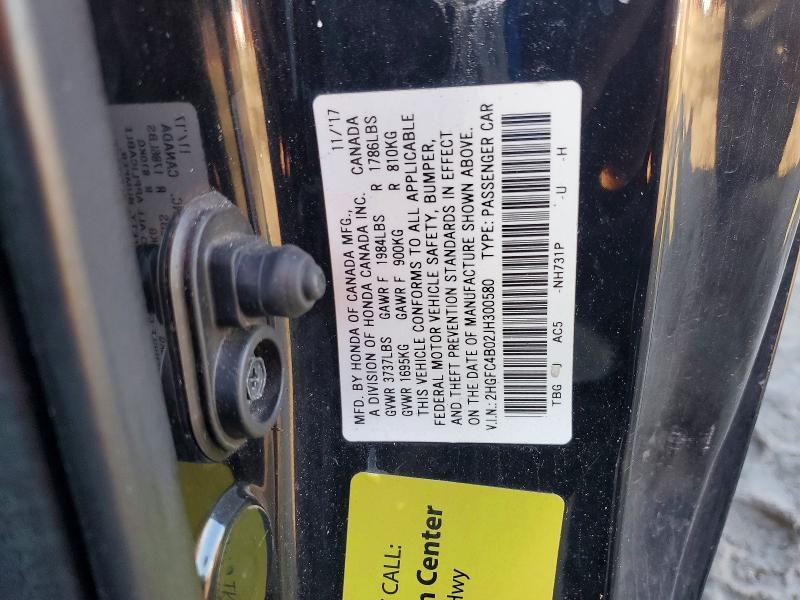 MFD. BY HONDA OF CANADA MFG., 11/'17
A DIVISION OF HONDA CANADA INC. CANADA
GVWR 3737LBS GAWR F 1984LBS R 1786LBS
GVWR 1695KG GAWR F 900KG R 810KG
THIS VEHICLE CONFORMS TO ALL APPLICABLE
FEDERAL MOTOR VEHICLE SAFETY, BUMPER,
AND THEFT PREVENTION STANDARDS IN EFFECT
ON THE DATE OF MANUFACTURE SHOWN ABOVE.
V.I.N.: 2HGFC4B02JH300580 TYPE: PASSENGER CAR
TBG AC5 -NH731P -U -H
CALL:
n Center
Hwy